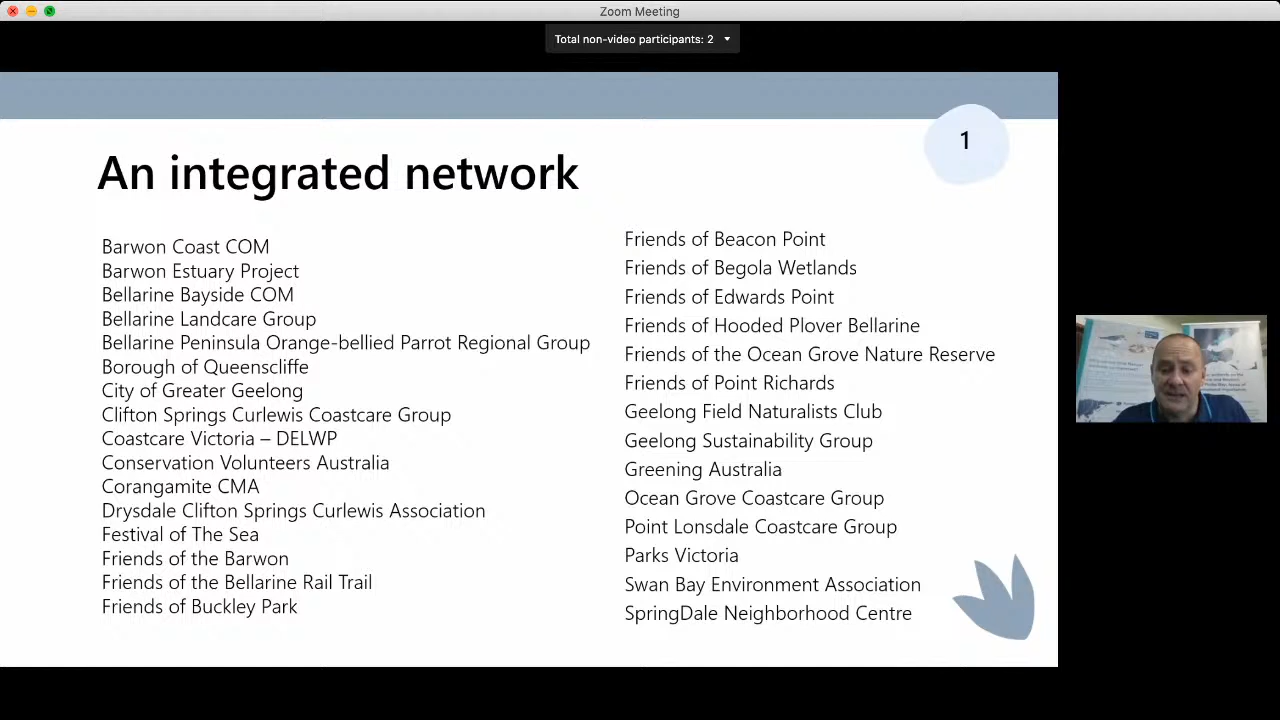 Zoom Meeting
Total non-video participants: 2
1
An integrated network
Barwon Coast COM
Barwon Estuary Project
Bellarine Bayside COM
Bellarine Landcare Group
Bellarine Peninsula Orange-bellied Parrot Regional Group
Borough of Queenscliffe
City of Greater Geelong
Clifton Springs Curlewis Coastcare Group
Coastcare Victoria – DELWP
Conservation Volunteers Australia
Corangamite CMA
Drysdale Clifton Springs Curlewis Association
Festival of The Sea
Friends of the Barwon
Friends of the Bellarine Rail Trail
Friends of Buckley Park
Friends of Beacon Point
Friends of Begola Wetlands
Friends of Edwards Point
Friends of Hooded Plover Bellarine
Friends of the Ocean Grove Nature Reserve
Friends of Point Richards
Geelong Field Naturalists Club
Geelong Sustainability Group
Greening Australia
Ocean Grove Coastcare Group
Point Lonsdale Coastcare Group
Parks Victoria
Swan Bay Environment Association
SpringDale Neighborhood Centre